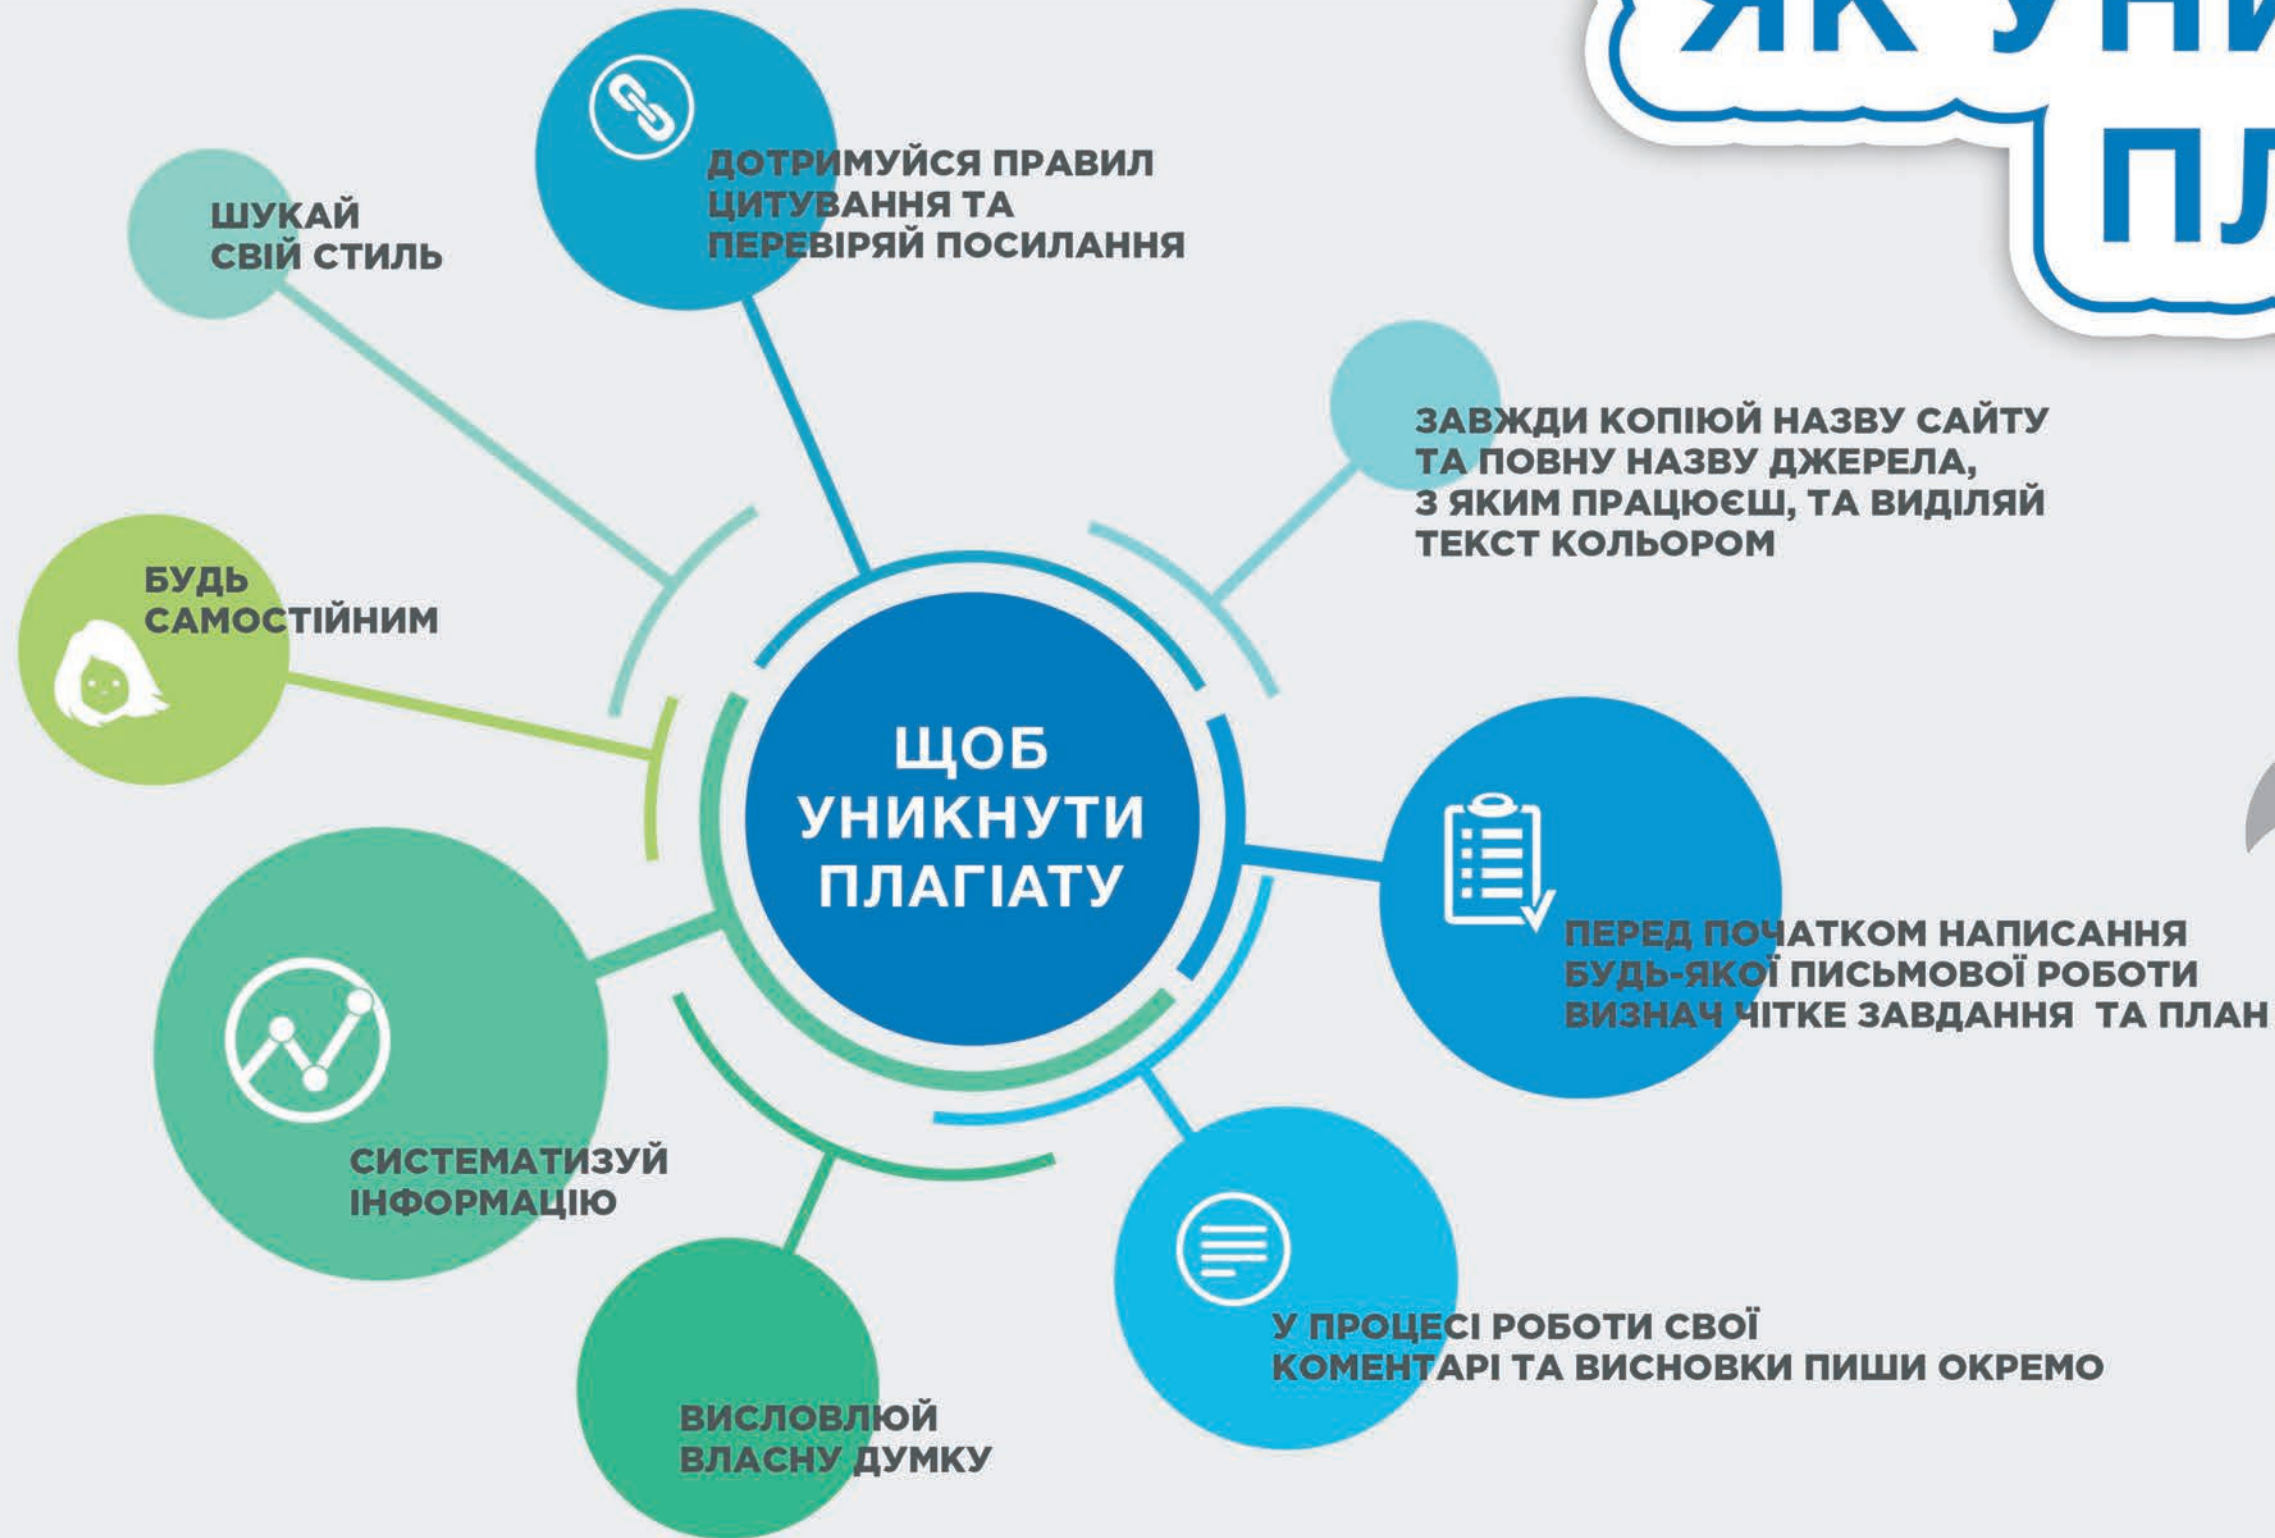 ЯК
ДОТРИМУЙСЯ ПРАВИЛ
ЦИТУВАННЯ ТА
ПЕРЕВІРЯЙ ПОСИЛАННЯ
ШУКАЙ
СВІЙ СТИЛЬ
ЗАВЖДИ КОПІЮЙ НАЗВУ САЙТУ
ТА ПОВНУ НАЗВУ ДЖЕРЕЛА,
З ЯКИМ ПРАЦЮЄШ, ТА ВИДІЛЯЙ
ТЕКСТ КОЛЬОРОМ
БУДЬ
САМОСТІЙНИМ
ЩОБ
УНИКНУТИ
ПЛАГІАТУ
ПЕРЕД ПОЧАТКОМ НАПИСАННЯ
БУДЬ-ЯКОЇ ПИСЬМОВОЇ РОБОТИ
ВИЗНАЧ ЧІТКЕ ЗАВДАННЯ ТА ПЛАН
СИСТЕМАТИЗУЙ
ІНФОРМАЦІЮ
У ПРОЦЕСІ РОБОТИ СВОЇ
КОМЕНТАРІ ТА ВИСНОВКИ ПИШИ ОКРЕМО
ВИСЛОВЛЮЙ
ВЛАСНУ ДУМКУ